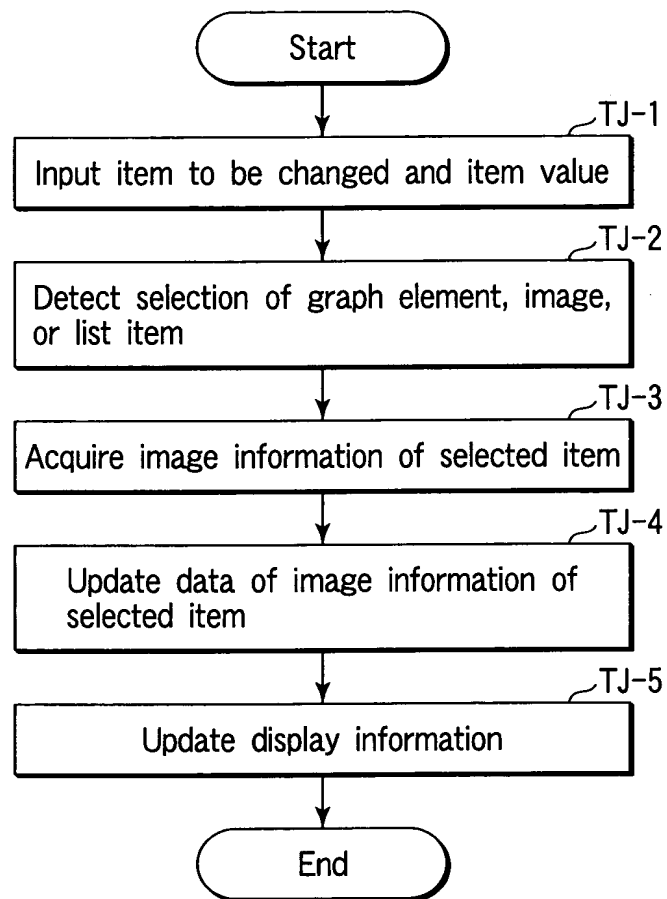 Start
TJ-1
Input item to be changed and item value
TJ-2
Detect selection of graph element, image,
or list item
TJ-3
Acquire image information of selected item
TJ-4
Update data of image information of
selected item
TJ-5
Update display information
End